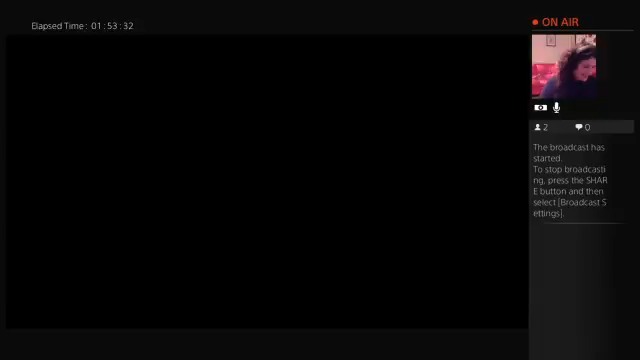 Elapsed Time : 01 : 53 : 32
ON AIR
2
0
The broadcast has
started.
To stop broadcasti
ng, press the SHAR
E button and then
select [Broadcast S
ettings].